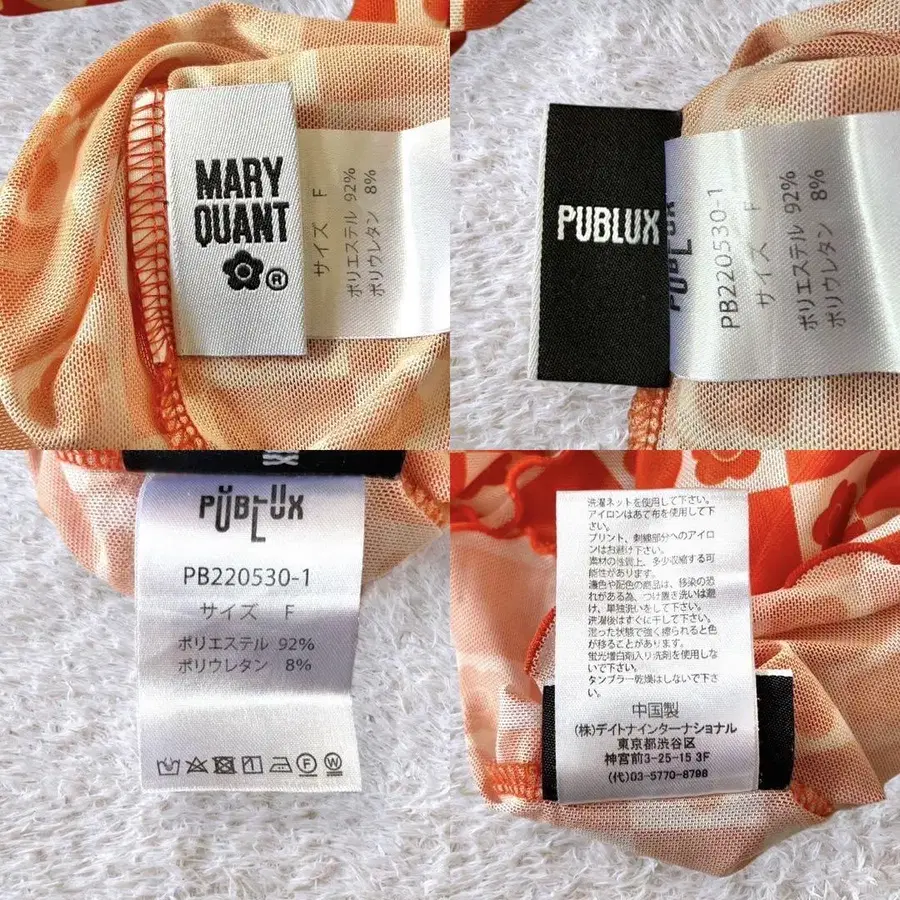 MARY
QUANT
®
サイズ F
ポリエステル 92%
ポリウレタン 8%
PUBLUX
PUBLUX
PB220530-1
サイズ F
ポリエステル 92%
ポリウレタン 8%
PUBLUX
PB220530-1
サイズ F
ポリエステル 92%
ポリウレタン 8%
洗濯ネットを使用して下さい。
アイロンはあて布を使用して下
さい。
プリント、刺繍部分へのアイロ
ンはお避け下さい。
素材の性質上、多少収縮する可
能性があります。
濃色や配色の商品は、移染の恐
れがある為、つけ置き洗いは避
け、単独洗いをして下さい。
洗濯後はすぐに干して下さい。
湿った状態で強く擦られると色
が移ることがあります。
蛍光増白剤入り洗剤を使用しな
いで下さい。
タンブラー乾燥はしないで下さ
い。
中国製
(株)デイトナインターナショナル
東京都渋谷区
神宮前3-25-15 3F
(代)03-5770-8798